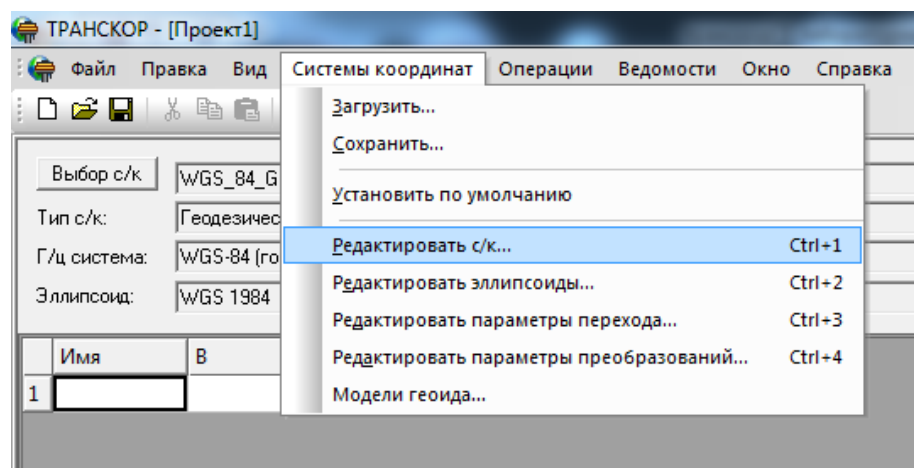 ТРАНСКОР - [Проект1]
Файл Правка Вид Системы координат Операции Ведомости Окно Справка
Загрузить...
Сохранить...
Установить по умолчанию
Редактировать с/к... Ctrl+1
Редактировать эллипсоиды... Ctrl+2
Редактировать параметры перехода... Ctrl+3
Редактировать параметры преобразований... Ctrl+4
Модели геоида...
Выбор с/к WGS_84_G
Тип с/к: Геодезичес
Г/ц система: WGS-84 (го
Эллипсоид: WGS 1984
Имя B
1